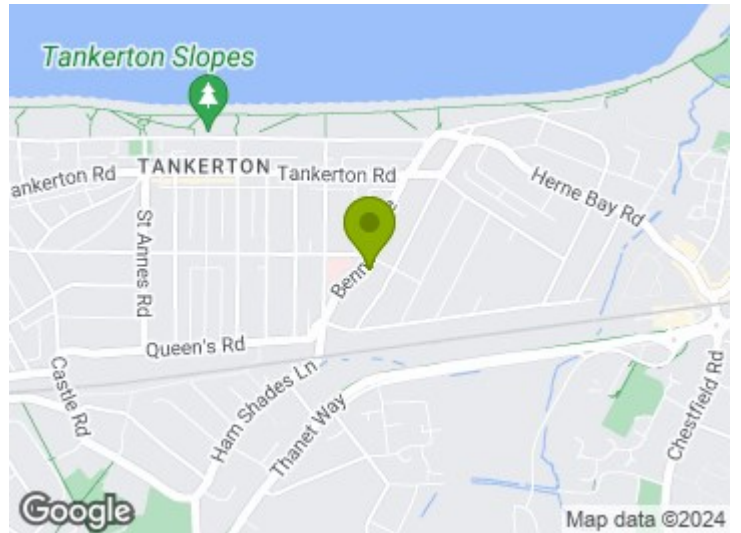 Tankerton Slopes
TANKERTON
Tankerton Rd
ankerton Rd
Herne Bay Rd
St Annes Rd
Benn
Queen's Rd
Castle Rd
Ham Shades Ln
Thanet Way
Chestfield Rd
Google
Map data ©2024